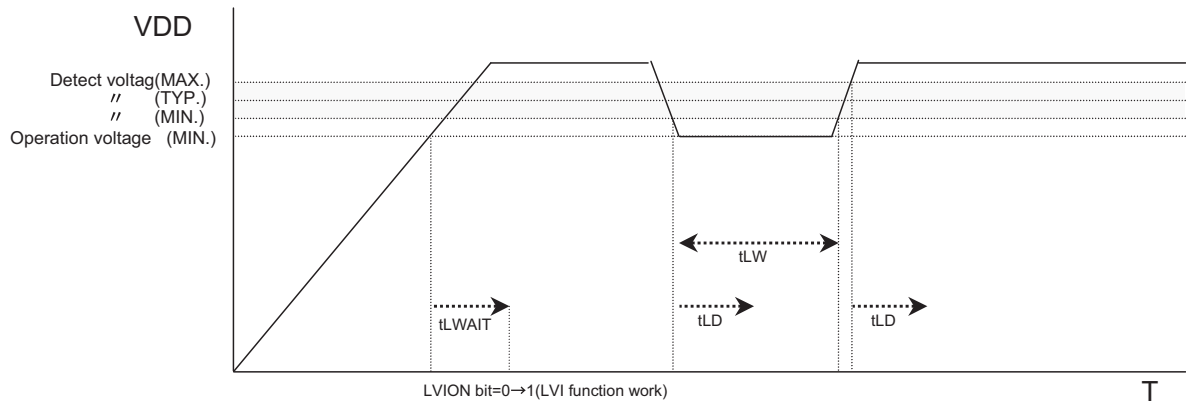 VDD
Detect voltag(MAX.)
〃 (TYP.)
〃 (MIN.)
Operation voltage (MIN.)
tLW
tLWAIT
tLD
tLD
LVION bit=0→1(LVI function work)
T